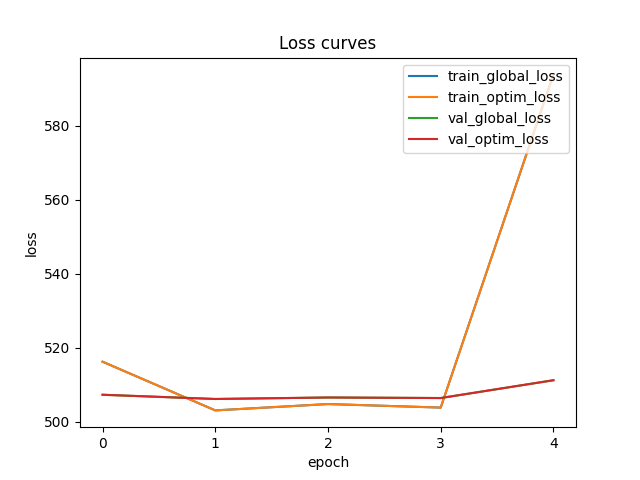 Loss curves
train_global_loss
train_optim_loss
val_global_loss
val_optim_loss
580
560
540
520
500
loss
0 1 2 3 4
epoch